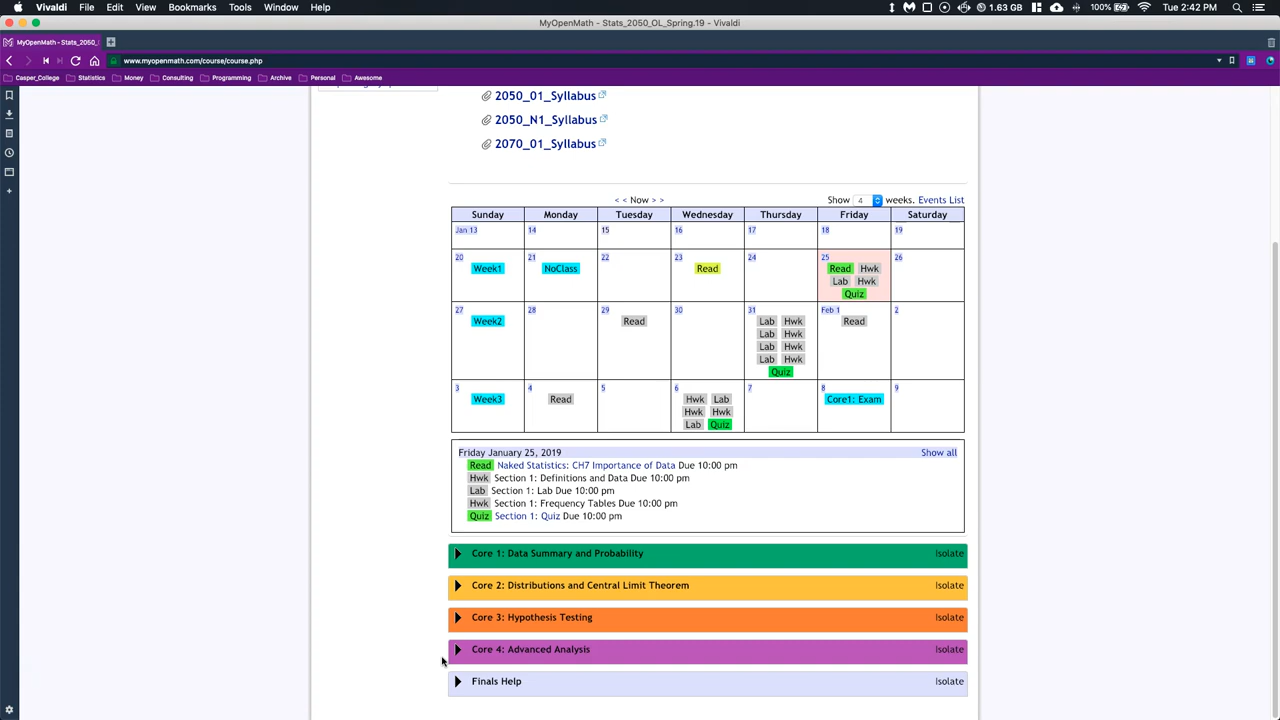 Vivaldi File Edit View Bookmarks Tools Window Help 1.63 GB 100% Tue 2:42 PM
MyOpenMath - Stats_2050_OL_Spring.19 - Vivaldi
MyOpenMath - Stats_2050_
www.myopenmath.com/course/course.php
Casper_College Statistics Money Consulting Programming Archive Personal Awesome
2050_01_Syllabus
2050_N1_Syllabus
2070_01_Syllabus
< < Now > > Show 4 weeks. Events List
Sunday Monday Tuesday Wednesday Thursday Friday Saturday
Jan 13 14 15 16 17 18 19
20 21 22 23 24 25 26
Week1 NoClass Read Read Hwk
Lab Hwk
Quiz
27 28 29 30 31 Feb 1 2
Week2 Read Lab Hwk Read
Lab Hwk
Lab Hwk
Lab Hwk
Quiz
3 4 5 6 7 8 9
Week3 Read Hwk Lab Core1: Exam
Hwk Hwk
Lab Quiz
Friday January 25, 2019 Show all
Read Naked Statistics: CH7 Importance of Data Due 10:00 pm
Hwk Section 1: Definitions and Data Due 10:00 pm
Lab Section 1: Lab Due 10:00 pm
Hwk Section 1: Frequency Tables Due 10:00 pm
Quiz Section 1: Quiz Due 10:00 pm
Core 1: Data Summary and Probability Isolate
Core 2: Distributions and Central Limit Theorem Isolate
Core 3: Hypothesis Testing Isolate
Core 4: Advanced Analysis Isolate
Finals Help Isolate